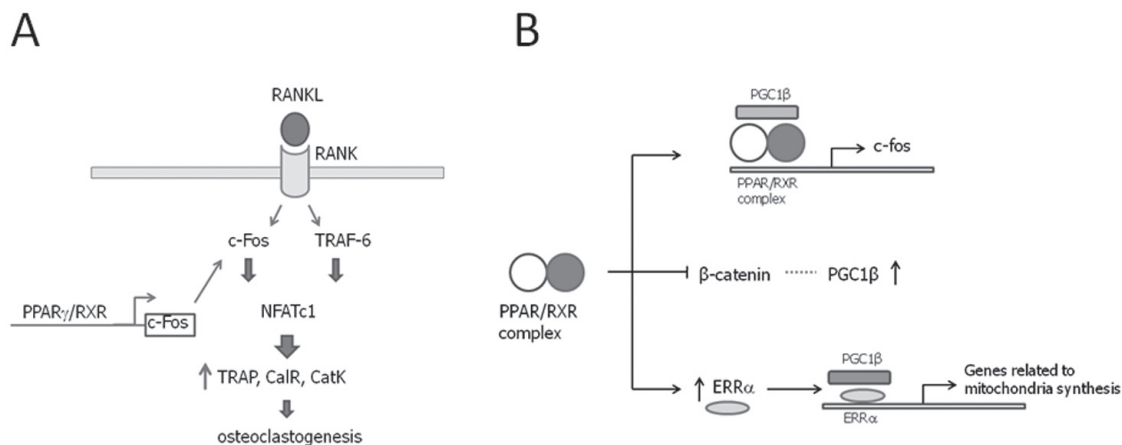 A
RANKL
RANK
c-Fos
TRAF-6
PPARγ/RXR
c-Fos
NFATc1
TRAP, CalR, CatK
osteoclastogenesis
B
PGC1β
c-fos
PPAR/RXR
complex
β-catenin
PGC1β
PPAR/RXR
complex
ERRα
PGC1β
ERRα
Genes related to
mitochondria synthesis